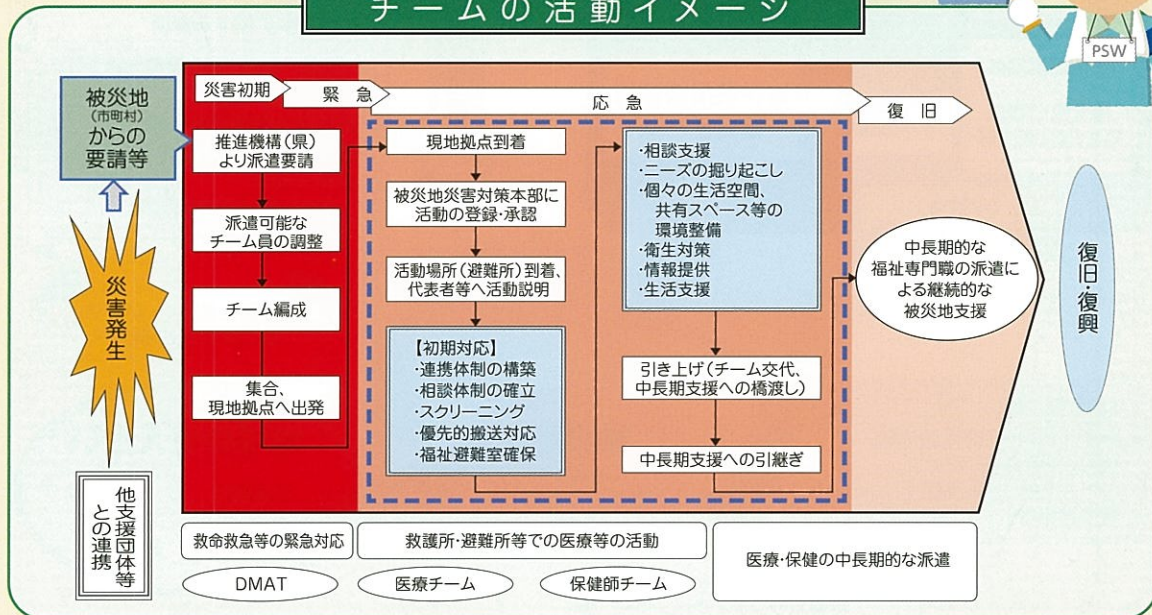 チームの活動イメージ
PSW
被災地
(市町村)
からの
要請等
災害発生
他支援団体等
との連携
災害初期
緊急
応急
復旧
推進機構(県)
より派遣要請
派遣可能な
チーム員の調整
チーム編成
集合、
現地拠点へ出発
現地拠点到着
被災地災害対策本部に
活動の登録・承認
活動場所(避難所)到着、
代表者等へ活動説明
【初期対応】
・連携体制の構築
・相談体制の確立
・スクリーニング
・優先的搬送対応
・福祉避難室確保
・相談支援
・ニーズの掘り起こし
・個々の生活空間、
共有スペース等の
環境整備
・衛生対策
・情報提供
・生活支援
引き上げ(チーム交代、
中長期支援への橋渡し)
中長期支援への引継ぎ
中長期的な
福祉専門職の派遣に
よる継続的な
被災地支援
復旧・復興
救命救急等の緊急対応
救護所・避難所等での医療等の活動
医療・保健の中長期的な派遣
DMAT
医療チーム
保健師チーム